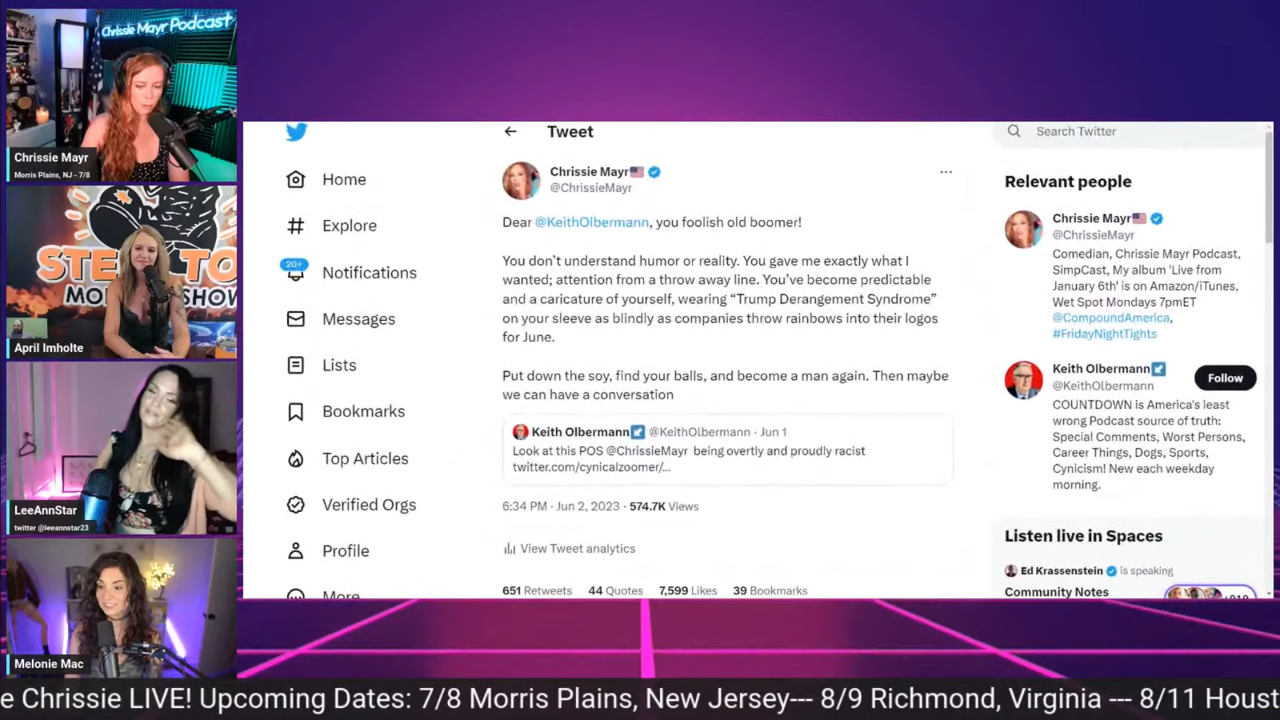 Chrissie Mayr Podcast
Chrissie Mayr
Morris Plains, NJ - 7/8
STE TO
MO SHOW
April Imholte
LeeAnnStar
twitter @leeannstar23
Melonie Mac
Home
Explore
20+
Notifications
Messages
Lists
Bookmarks
Top Articles
Verified Orgs
Profile
More
← Tweet
Chrissie Mayr🇺🇸
@ChrissieMayr
...
Dear @KeithOlbermann, you foolish old boomer!
You don’t understand humor or reality. You gave me exactly what I
wanted; attention from a throw away line. You’ve become predictable
and a caricature of yourself, wearing “Trump Derangement Syndrome”
on your sleeve as blindly as companies throw rainbows into their logos
for June.
Put down the soy, find your balls, and become a man again. Then maybe
we can have a conversation
Keith Olbermann↙️ @KeithOlbermann · Jun 1
Look at this POS @ChrissieMayr being overtly and proudly racist
twitter.com/cynicalzoomer/...
6:34 PM · Jun 2, 2023 · 574.7K Views
View Tweet analytics
651 Retweets 44 Quotes 7,599 Likes 39 Bookmarks
Search Twitter
Relevant people
Chrissie Mayr🇺🇸
@ChrissieMayr
Comedian, Chrissie Mayr Podcast,
SimpCast, My album 'Live from
January 6th' is on Amazon/iTunes,
Wet Spot Mondays 7pmET
@CompoundAmerica,
#FridayNightTights
Keith Olbermann↙️
@KeithOlbermann
Follow
COUNTDOWN is America's least
wrong Podcast source of truth:
Special Comments, Worst Persons,
Career Things, Dogs, Sports,
Cynicism! New each weekday
morning.
Listen live in Spaces
Ed Krassenstein is speaking
Community Notes
e Chrissie LIVE! Upcoming Dates: 7/8 Morris Plains, New Jersey--- 8/9 Richmond, Virginia --- 8/11 Houst